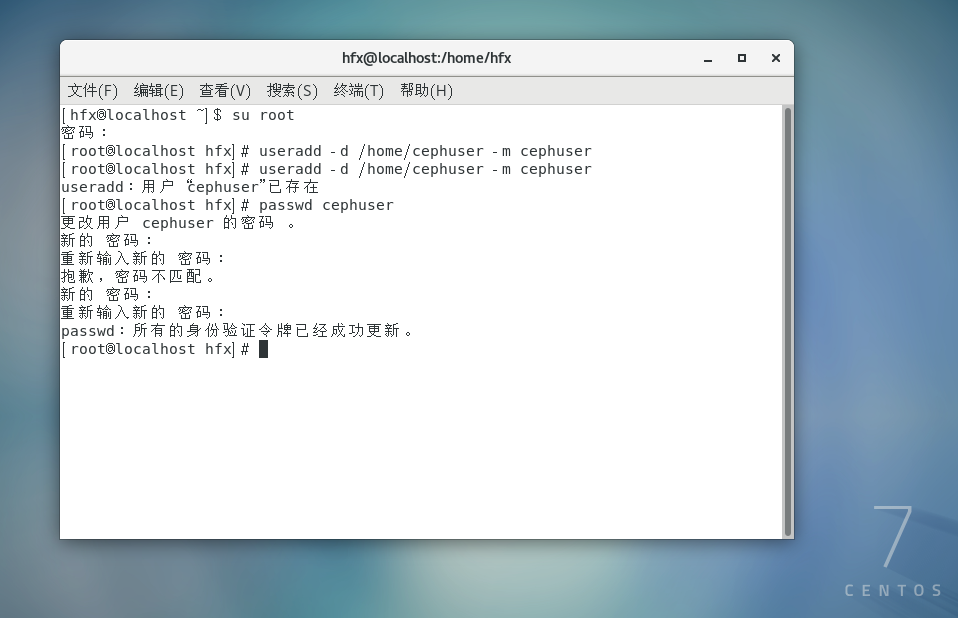 hfx@localhost:/home/hfx
文件(F) 编辑(E) 查看(V) 搜索(S) 终端(T) 帮助(H)
[hfx@localhost ~]$ su root
密码：
[root@localhost hfx]# useradd -d /home/cephuser -m cephuser
[root@localhost hfx]# useradd -d /home/cephuser -m cephuser
useradd：用户“cephuser”已存在
[root@localhost hfx]# passwd cephuser
更改用户 cephuser 的密码 。
新的 密码：
重新输入新的 密码：
抱歉，密码不匹配。
新的 密码：
重新输入新的 密码：
passwd：所有的身份验证令牌已经成功更新。
[root@localhost hfx]#
7
CENTOS